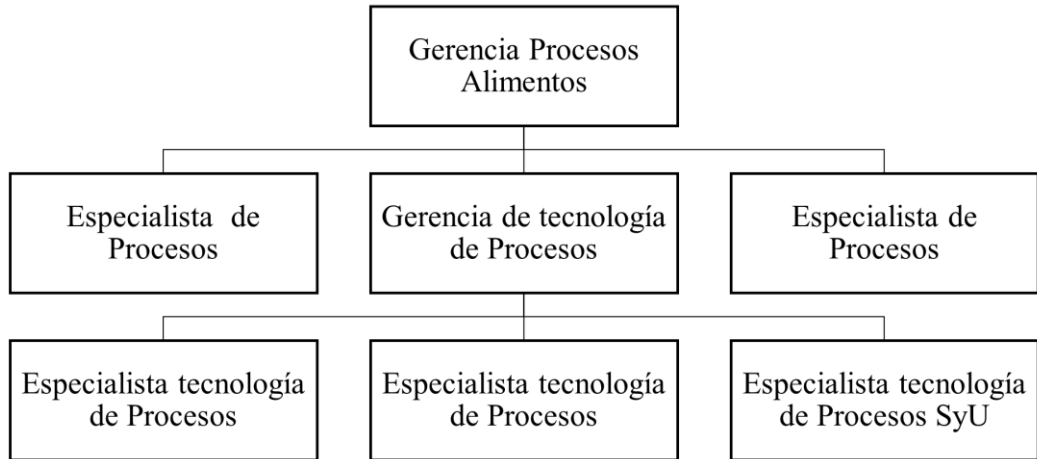 Gerencia Procesos
Alimentos
Especialista de
Procesos
Gerencia de tecnología
de Procesos
Especialista de
Procesos
Especialista tecnología
de Procesos
Especialista tecnología
de Procesos
Especialista tecnología
de Procesos SyU